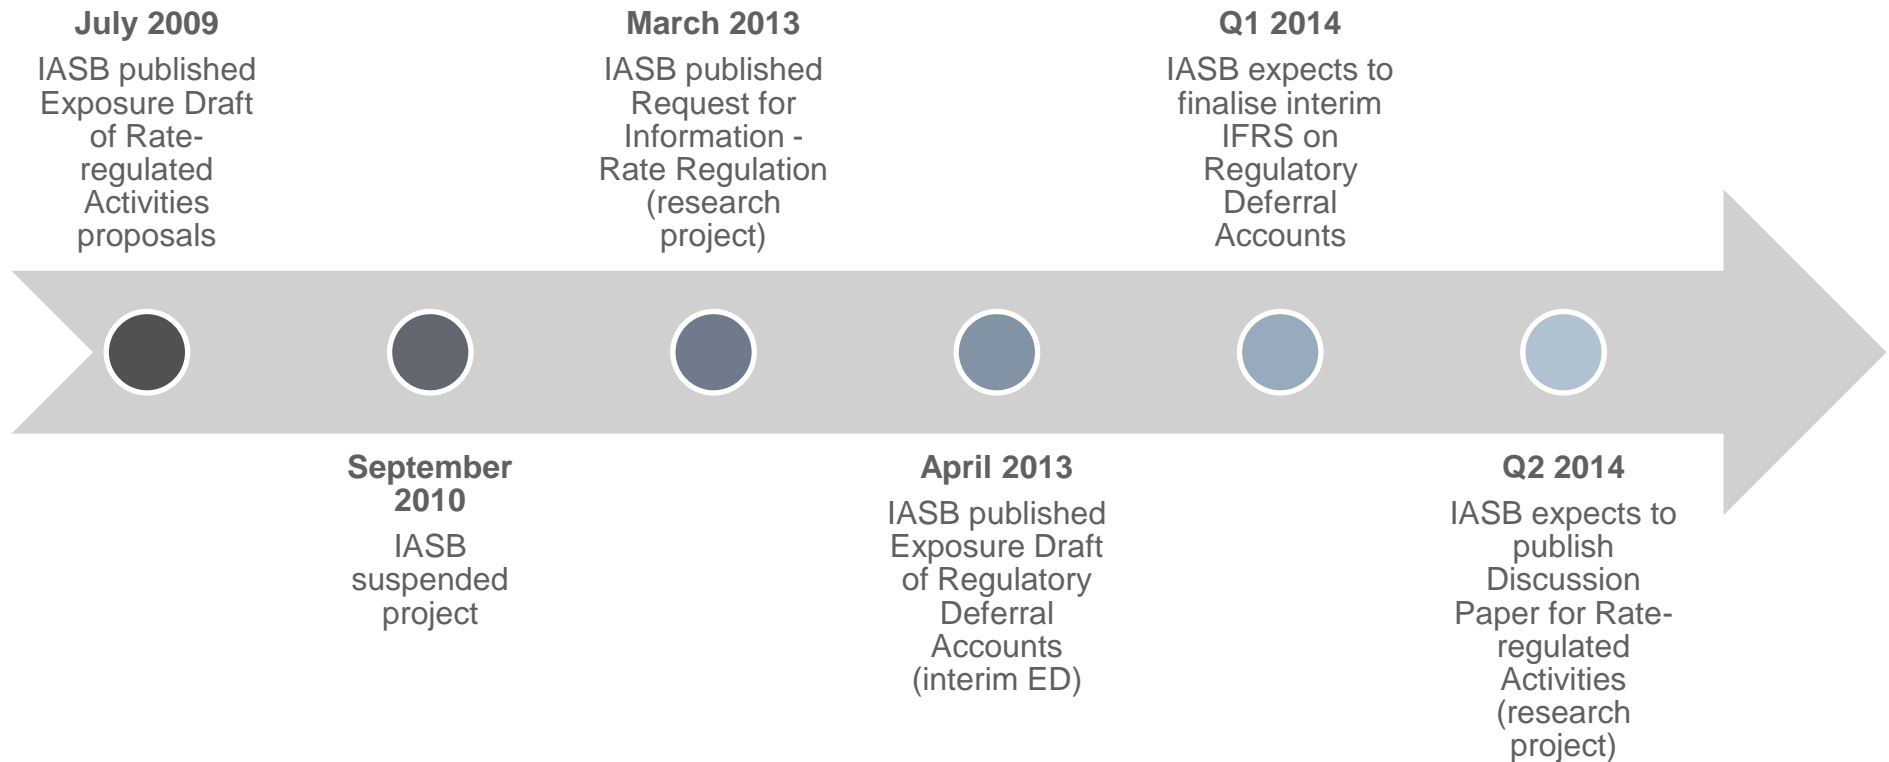 July 2009
IASB published
Exposure Draft
of Rate-
regulated
Activities
proposals
September
2010
IASB
suspended
project
March 2013
IASB published
Request for
Information -
Rate Regulation
(research
project)
April 2013
IASB published
Exposure Draft
of Regulatory
Deferral
Accounts
(interim ED)
Q1 2014
IASB expects to
finalise interim
IFRS on
Regulatory
Deferral
Accounts
Q2 2014
IASB expects to
publish
Discussion
Paper for Rate-
regulated
Activities
(research
project)